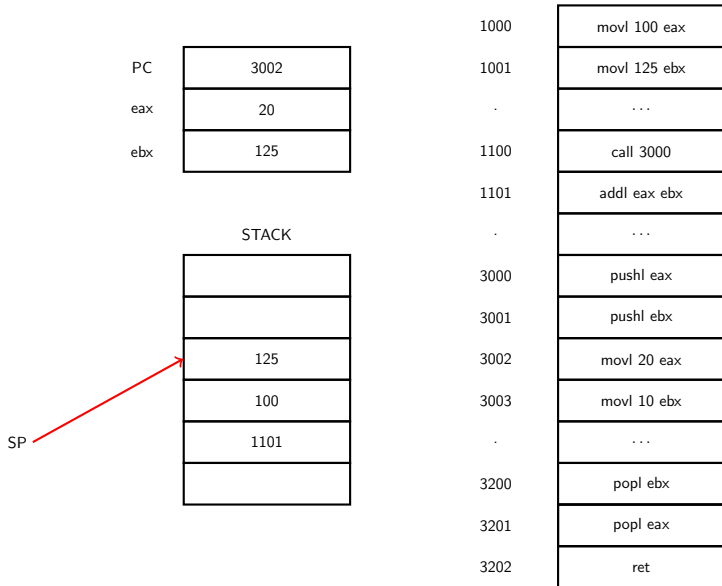 1000 movl 100 eax
PC 3002 1001 movl 125 ebx
eax 20 . ...
ebx 125 1100 call 3000
1101 addl eax ebx
STACK . ...
3000 pushl eax
3001 pushl ebx
125 3002 movl 20 eax
100 3003 movl 10 ebx
SP 1101 . ...
3200 popl ebx
3201 popl eax
3202 ret